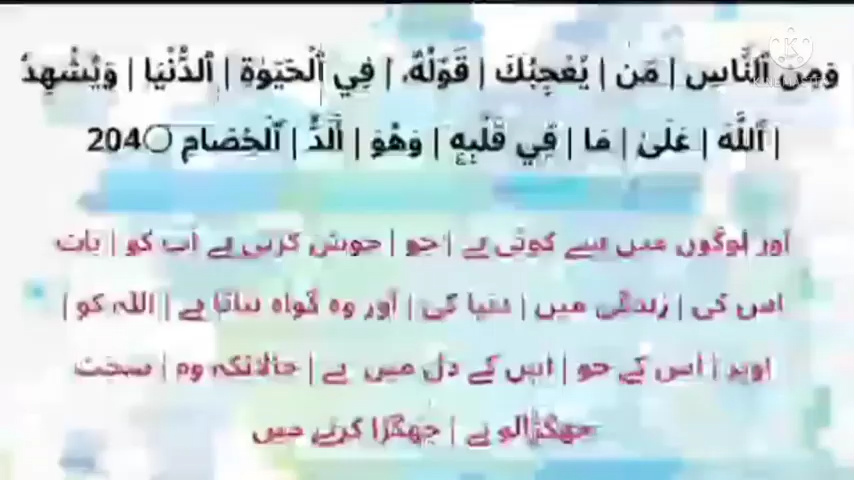 وَمِنَ ٱلنَّاسِ | مَن | يُعْجِبُكَ | قَوْلُهُۥ | فِي ٱلْحَيَوٰةِ | ٱلدُّنْيَا | وَيُشْهِدُ
| ٱللَّهَ | عَلَىٰ | مَا | فِي قَلْبِهِۦ | وَهُوَ | أَلَدُّ | ٱلْخِصَامِ ۝204
اور لوگوں میں سے کوئی ہے | جو | خوش کرتی ہے آپ کو | بات
اس کی | زندگی میں | دنیا کی | اور وہ گواہ بناتا ہے | اللہ کو |
اوپر | اس کے جو | اس کے دل میں ہے | حالانکہ وہ | سخت
جھگڑالو ہے | جھگڑا کرنے میں